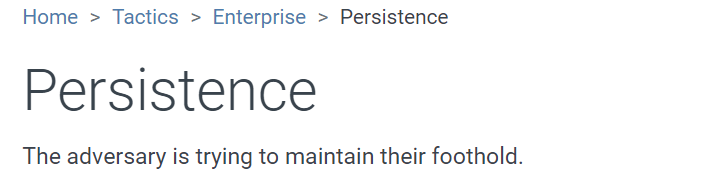 Home > Tactics > Enterprise > Persistence
Persistence
The adversary is trying to maintain their foothold.